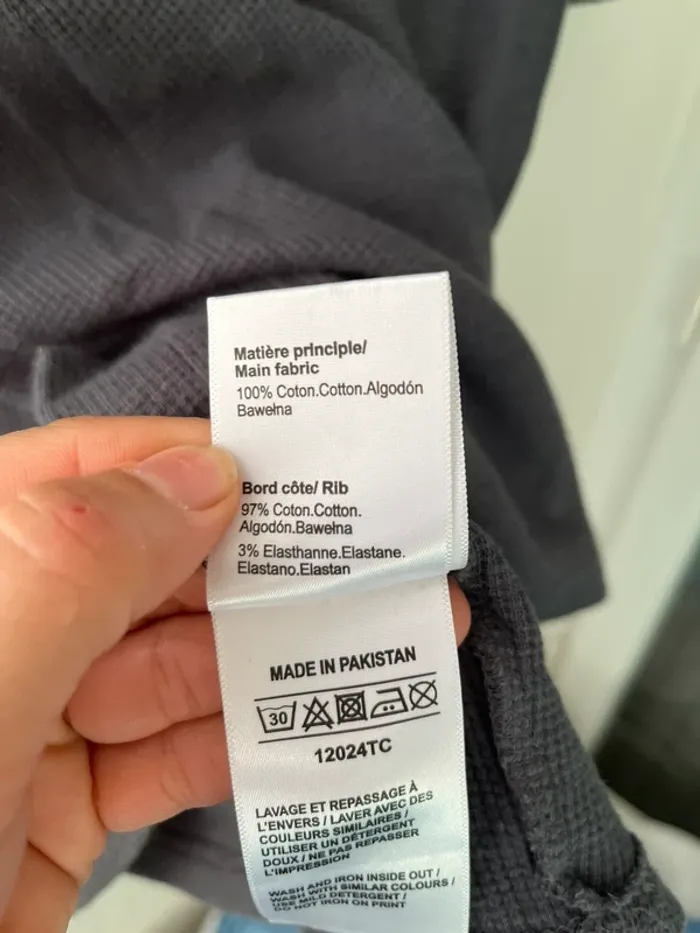 Matière principle/
Main fabric
100% Coton.Cotton.Algodón
Bawełna
Bord côte/ Rib
97% Coton.Cotton.
Algodón.Bawełna
3% Elasthanne.Elastane.
Elastano.Elastan
MADE IN PAKISTAN
30
12024TC
LAVAGE ET REPASSAGE À
L'ENVERS / LAVER AVEC DES
COULEURS SIMILAIRES /
UTILISER UN DÉTERGENT
DOUX / NE PAS REPASSER
L'IMPRESSION
WASH AND IRON INSIDE OUT /
WASH WITH SIMILAR COLOURS /
USE MILD DETERGENT /
DO NOT IRON ON PRINT